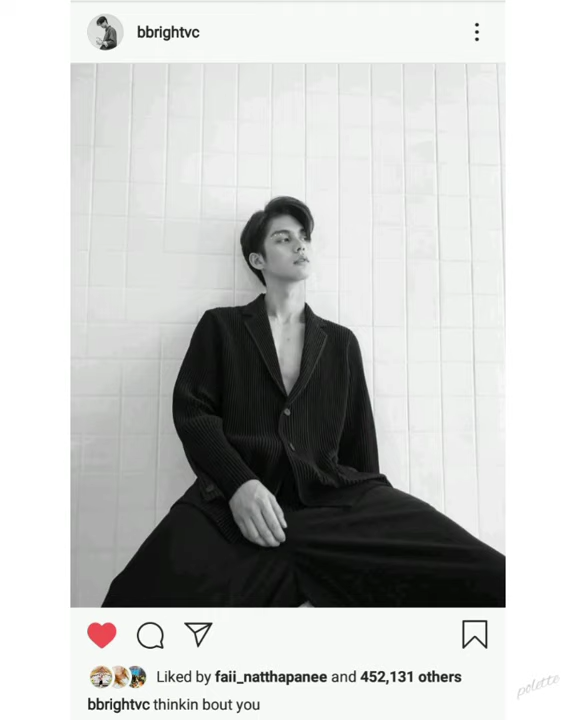 bbrightvc
Liked by faii_natthapanee and 452,131 others
bbrightvc thinkin bout you
polette